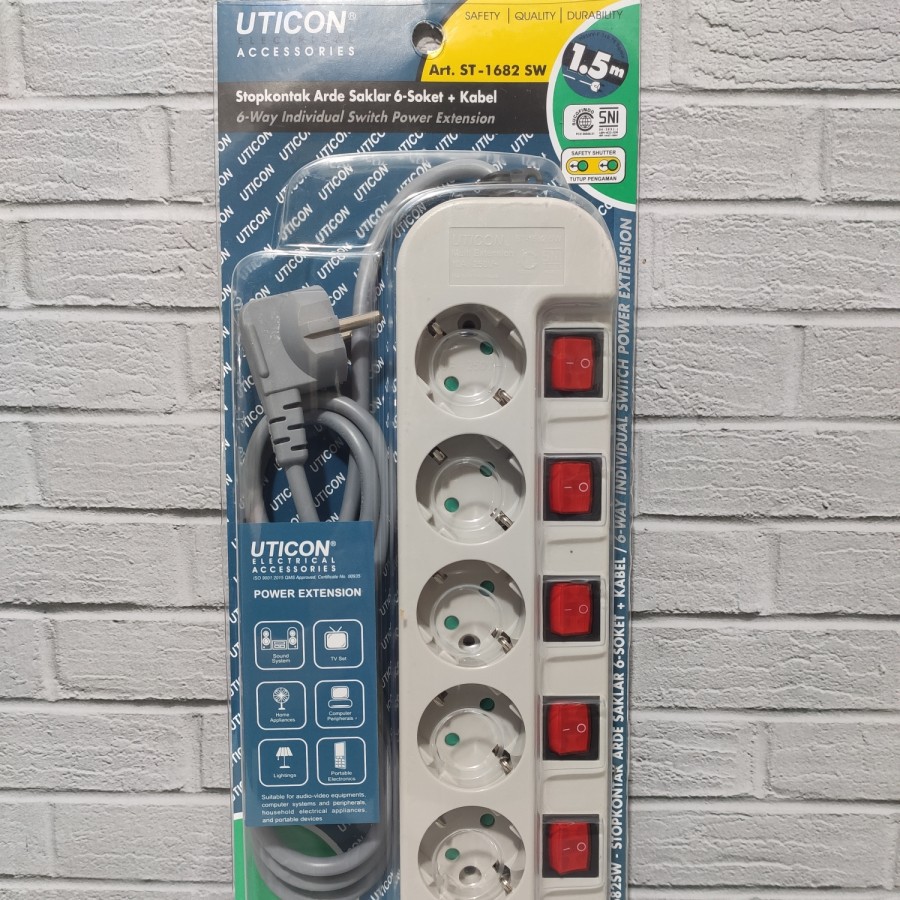 UTICON®
ACCESSORIES
SAFETY | QUALITY | DURABILITY
Art. ST-1682 SW
1.5m
Stopkontak Arde Saklar 6-Soket + Kabel
6-Way Individual Switch Power Extension
SNI
SAFETY SHUTTER
TUTUP PENGAMAN
UTICON®
ELECTRICAL
ACCESSORIES
POWER EXTENSION
Sound
System
TV Set
Home
Appliances
Computer
Peripherals
Lightings
Portable
Electronics
Suitable for audio-video equipments,
computer systems and peripherals,
household electrical appliances,
and portable devices
82SW - STOPKONTAK ARDE SAKLAR 6-SOKET + KABEL / 6-WAY INDIVIDUAL SWITCH POWER EXTENSION